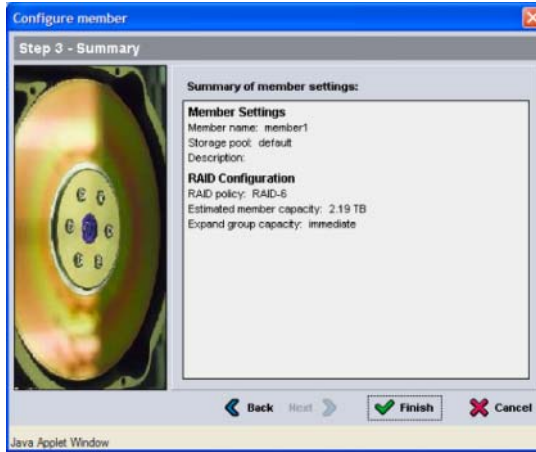 Configure member
Step 3 - Summary
Summary of member settings:
Member Settings
Member name: member1
Storage pool: default
Description:
RAID Configuration
RAID policy: RAID-6
Estimated member capacity: 2.19 TB
Expand group capacity: immediate
Back Next Finish Cancel
Java Applet Window